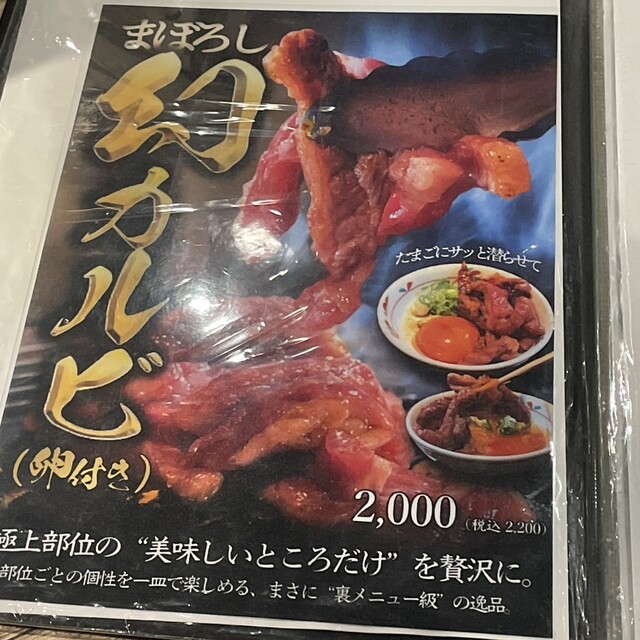 まぼろし
幻カルビ
(卵付き)
たまごにサッと潜らせて
2,000 (税込 2,200)
極上部位の“美味しいところだけ”を贅沢に。
部位ごとの個性を一皿で楽しめる、まさに“裏メニュー級”の逸品。